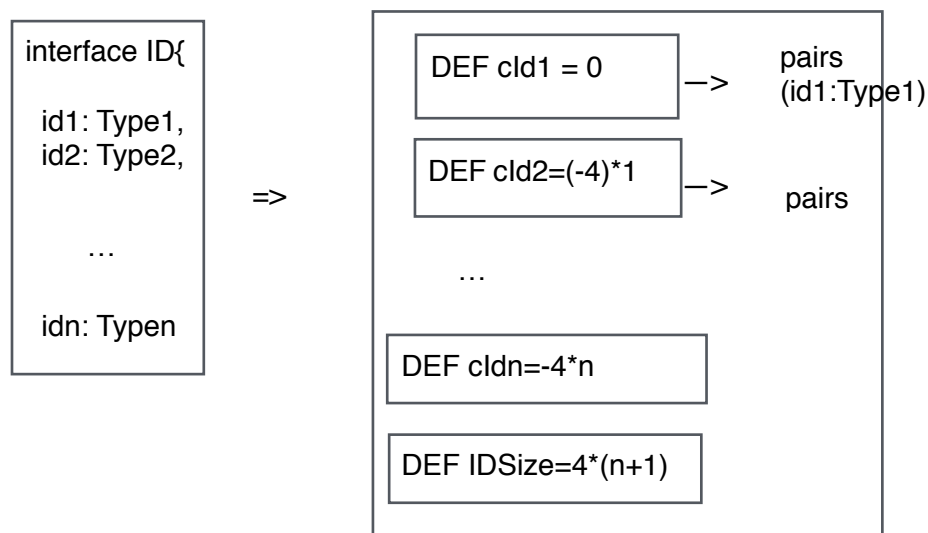 interface ID{
id1: Type1,
id2: Type2,
…
idn: Typen
=>
DEF cId1 = 0
—>
pairs
(id1:Type1)
DEF cId2=(-4)*1
—>
pairs
…
DEF cIdn=-4*n
DEF IDSize=4*(n+1)